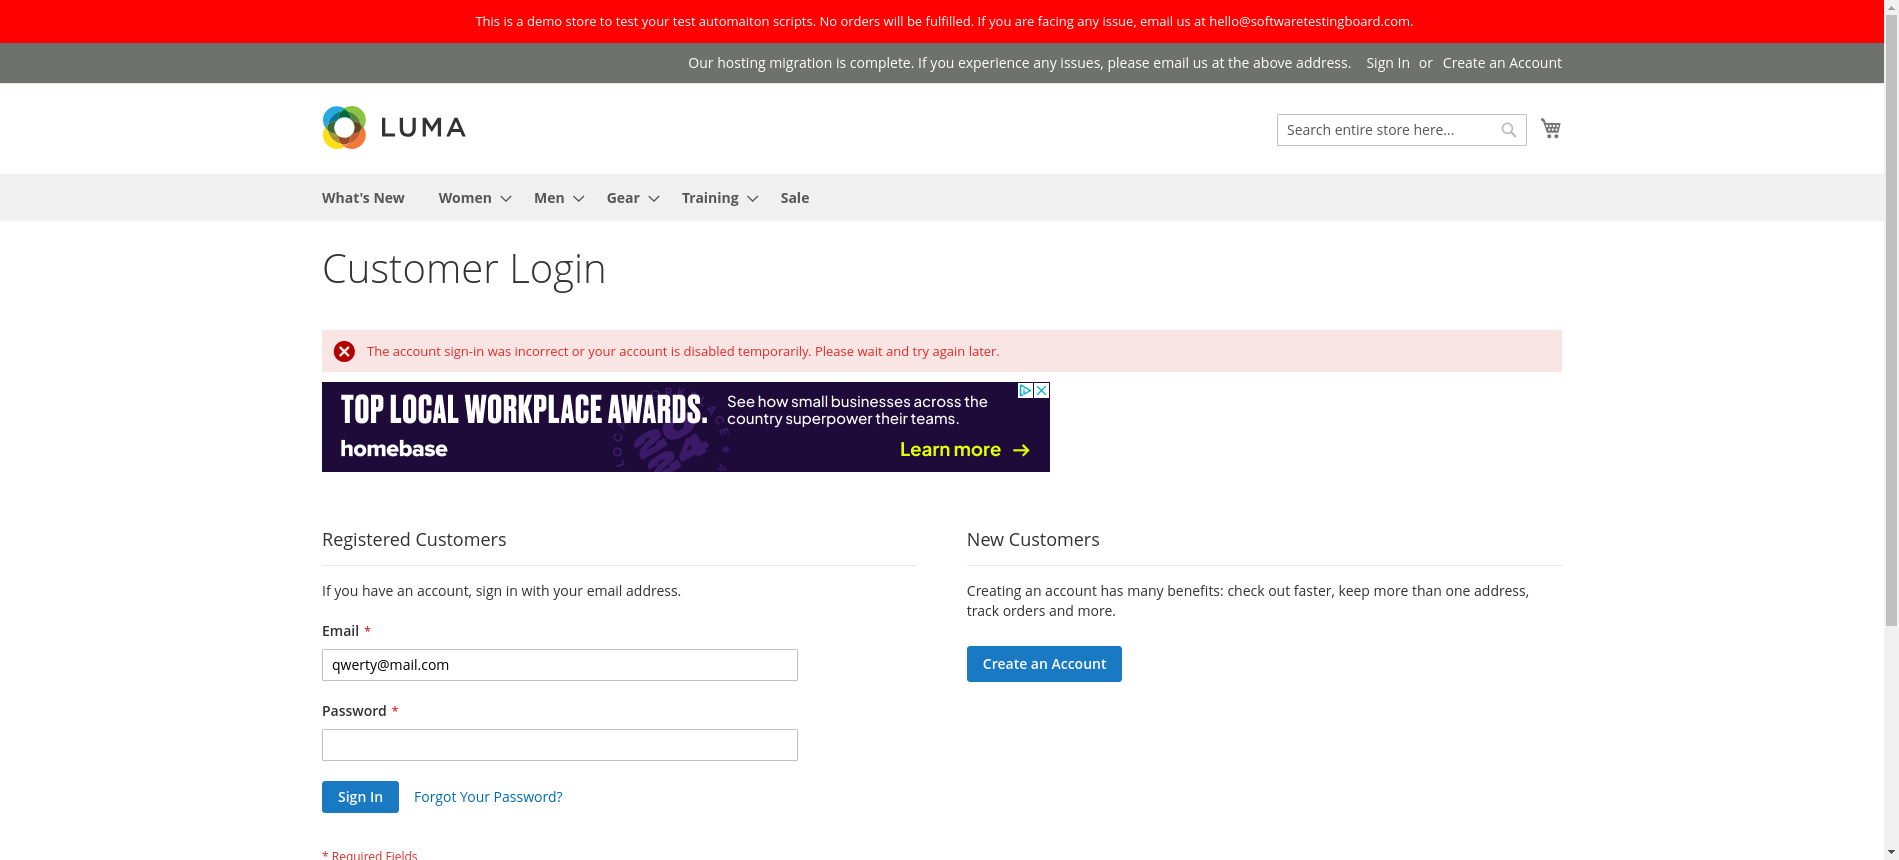 This is a demo store to test your test automaiton scripts. No orders will be fulfilled. If you are facing any issue, email us at hello@softwaretestingboard.com.
Our hosting migration is complete. If you experience any issues, please email us at the above address. Sign In or Create an Account
LUMA
Search entire store here...
What's New Women Men Gear Training Sale
Customer Login
The account sign-in was incorrect or your account is disabled temporarily. Please wait and try again later.
TOP LOCAL WORKPLACE AWARDS.
homebase
See how small businesses across the
country superpower their teams.
Learn more
Registered Customers
If you have an account, sign in with your email address.
Email *
qwerty@mail.com
Password *
Sign In Forgot Your Password?
* Required Fields
New Customers
Creating an account has many benefits: check out faster, keep more than one address,
track orders and more.
Create an Account